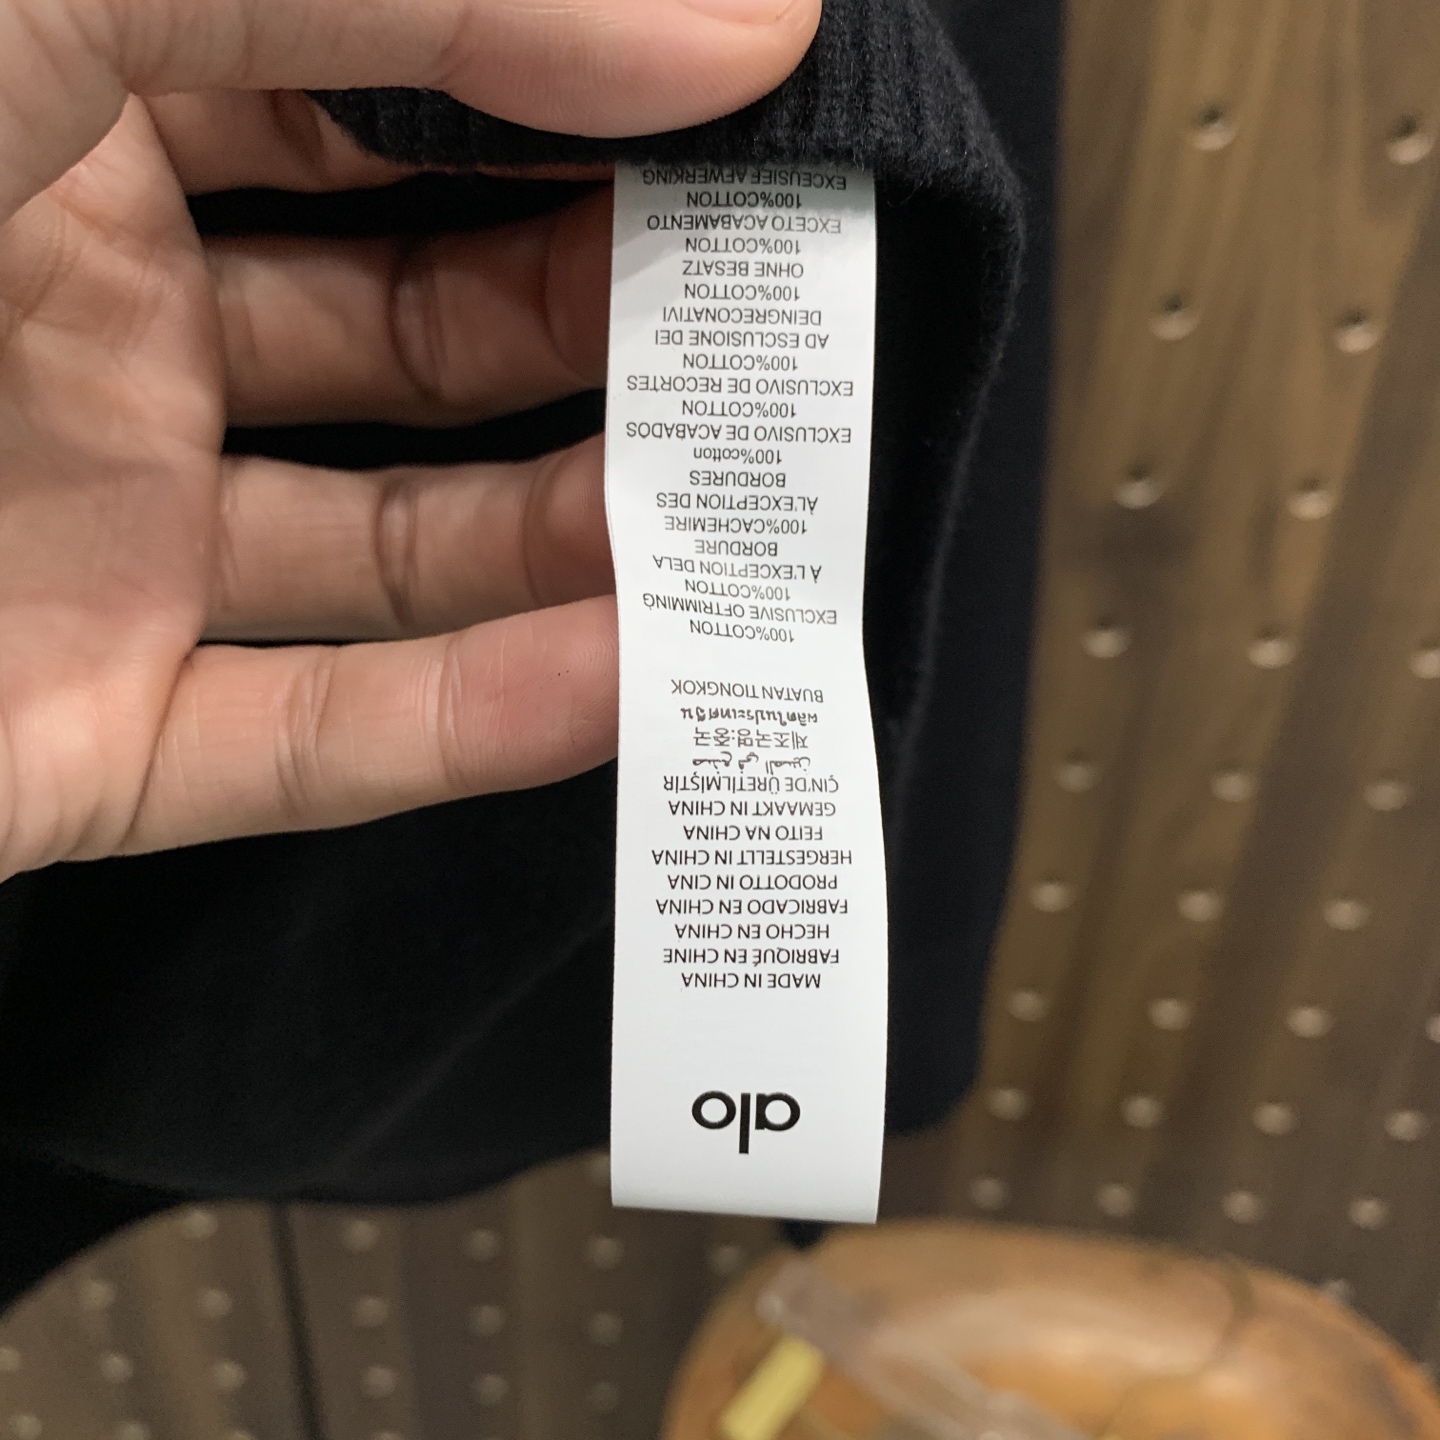 alo
MADE IN CHINA
FABRIQUÉ EN CHINE
HECHO EN CHINA
FABRICADO EN CHINA
PRODOTTO IN CINA
HERGESTELLT IN CHINA
FEITO NA CHINA
GEMAAKT IN CHINA
ÇIN'DE ÜRETİLMİŞTİR
صنع في الصين
제조국명:중국
ผลิตในประเทศจีน
BUATAN TIONGKOK
100%COTTON
EXCLUSIVE OFTRIMMING
100%COTTON
À L'EXCEPTION DELA
BORDURE
100%CACHEMIRE
ÀL'EXCEPTION DES
BORDURES
100%cotton
EXCLUSIVO DE ACABADOS
100%COTTON
EXCLUSIVO DE RECORTES
100%COTTON
AD ESCLUSIONE DEI
DEINGRECONATIVI
100%COTTON
OHNE BESATZ
100%COTTON
EXCETO ACABAMENTO
100%COTTON
EXCEUSIEF AFWERKING